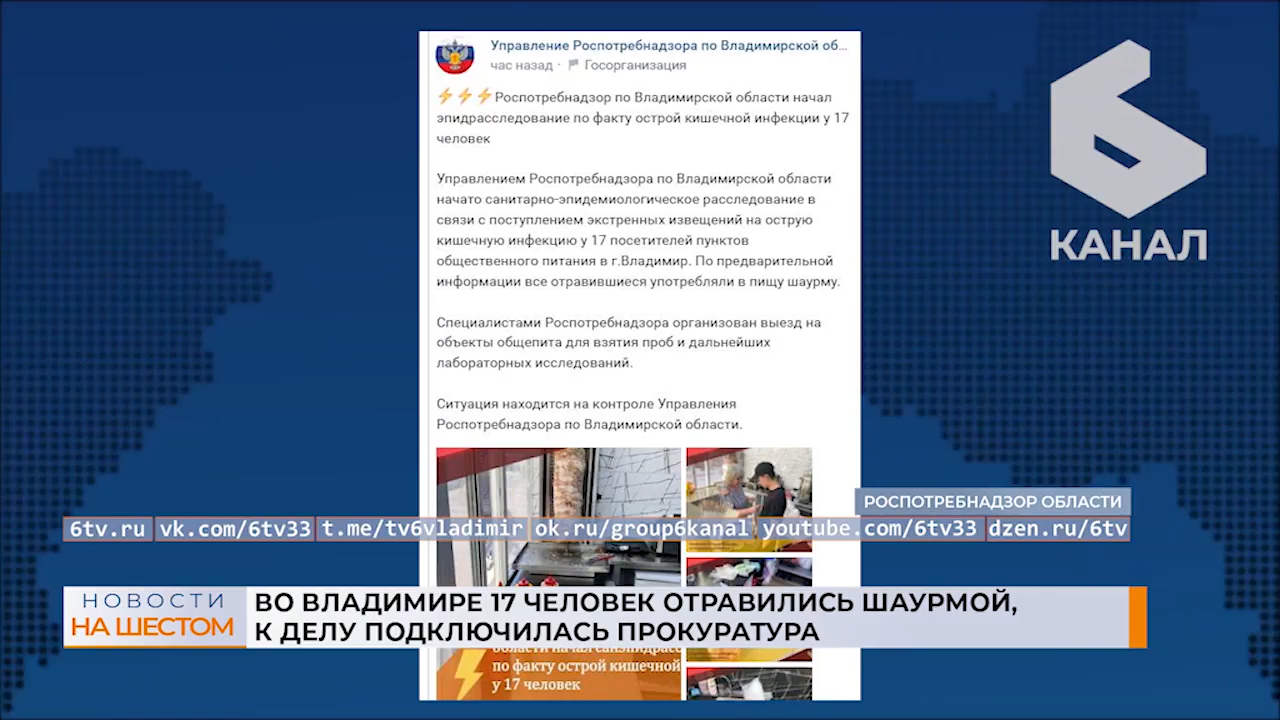 Управление Роспотребнадзора по Владимирской об...
час назад · Госорганизация
⚡⚡⚡Роспотребнадзор по Владимирской области начал
эпидрасследование по факту острой кишечной инфекции у 17
человек
Управлением Роспотребнадзора по Владимирской области
начато санитарно-эпидемиологическое расследование в
связи с поступлением экстренных извещений на острую
кишечную инфекцию у 17 посетителей пунктов
общественного питания в г.Владимир. По предварительной
информации все отравившиеся употребляли в пищу шаурму.
Специалистами Роспотребнадзора организован выезд на
объекты общепита для взятия проб и дальнейших
лабораторных исследований.
Ситуация находится на контроле Управления
Роспотребнадзора по Владимирской области.
6
КАНАЛ
РОСПОТРЕБНАДЗОР ОБЛАСТИ
6tv.ru vk.com/6tv33 t.me/tv6vladimir ok.ru/group6kanal youtube.com/6tv33 dzen.ru/6tv
НОВОСТИ
НА ШЕСТОМ
ВО ВЛАДИМИРЕ 17 ЧЕЛОВЕК ОТРАВИЛИСЬ ШАУРМОЙ,
К ДЕЛУ ПОДКЛЮЧИЛАСЬ ПРОКУРАТУРА
области начал санэпидрасс
по факту острой кишечной
у 17 человек